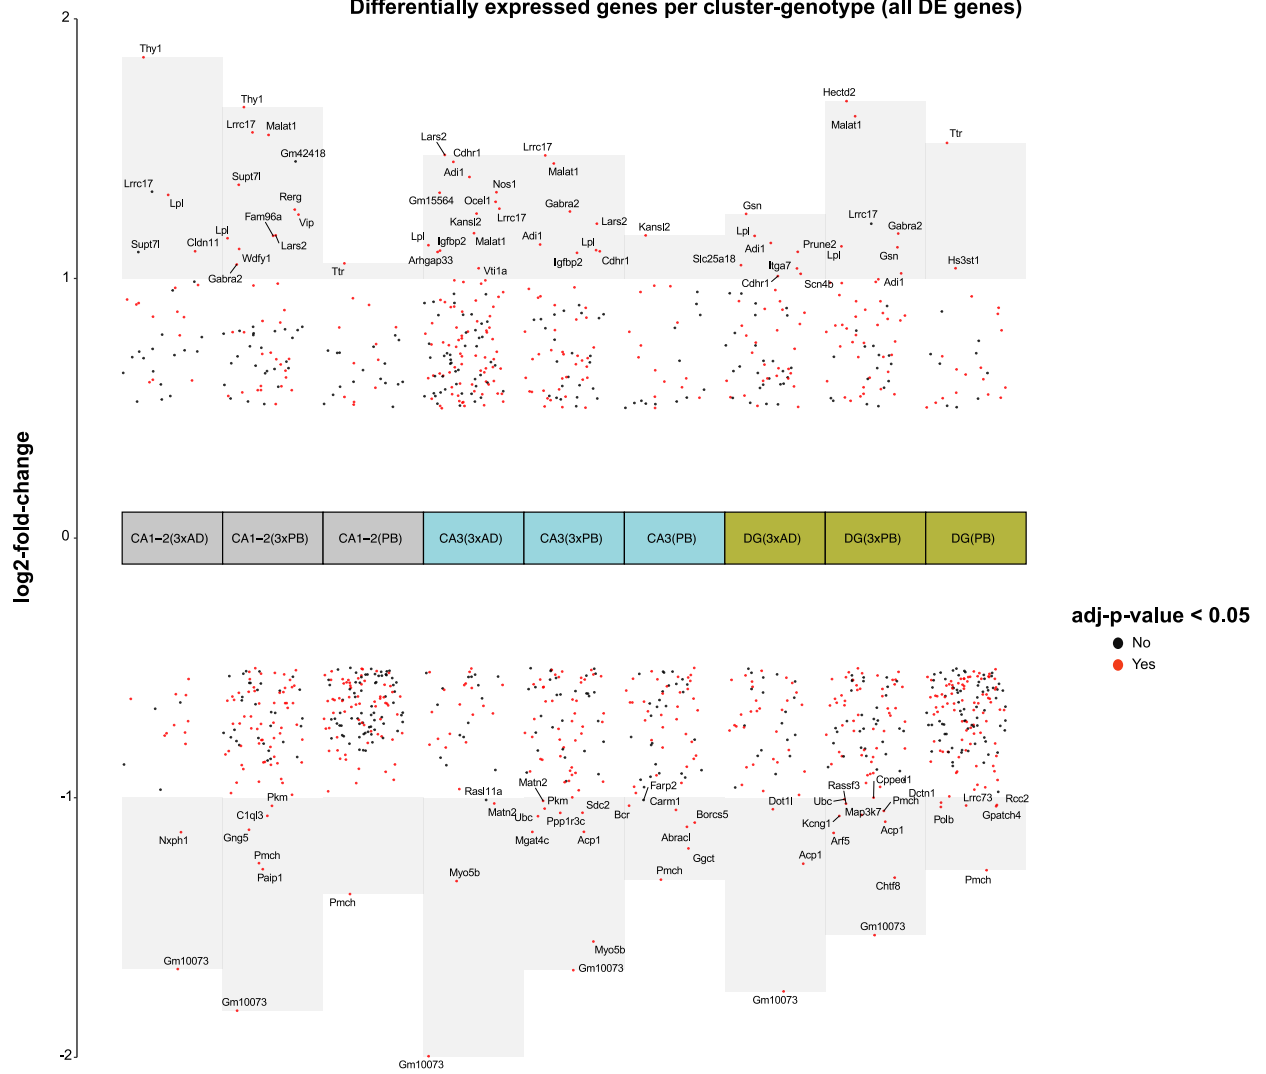 Differentially expressed genes per cluster-genotype (all DE genes)
2
Thy1
Hectd2
Thy1
Lrrc17
Malat1
Malat1
Ttr
Lars2
Cdhr1
Lrrc17
Gm42418
Malat1
Adi1
Supt7l
Nos1
Lrrc17
Lpl
Rerg
Gm15564
Ocel1
Gabra2
Gsn
Fam96a
Vip
Lrrc17
Kansl2
Lars2
Kansl2
Lrrc17
Gabra2
Lpl
Lpl
Igfbp2
Malat1
Adi1
Lpl
Lpl
Adi1
Prune2
Supt7l
Cldn11
Lars2
Wdfy1
Arhgap33
Igfbp2
Cdhr1
Slc25a18
Itga7
Lpl
Gsn
Hs3st1
Gabra2
Ttr
Vti1a
Cdhr1
Scn4b
Adi1
1
log2-fold-change
0
CA1−2(3xAD)
CA1−2(3xPB)
CA1−2(PB)
CA3(3xAD)
CA3(3xPB)
CA3(PB)
DG(3xAD)
DG(3xPB)
DG(PB)
adj-p-value < 0.05
No
Yes
-1
Matn2
Farp2
Rassf3
Cpped1
Dctn1
Pkm
Rasl11a
Pkm
Sdc2
Carm1
Dot1l
Ubc
Pmch
Lrrc73
Rcc2
C1ql3
Matn2
Ubc
Ppp1r3c
Bcr
Borcs5
Map3k7
Gpatch4
Kcng1
Polb
Nxph1
Gng5
Mgat4c
Acp1
Abracl
Arf5
Acp1
Pmch
Ggct
Acp1
Paip1
Myo5b
Pmch
Chtf8
Pmch
Pmch
Gm10073
Myo5b
Gm10073
Gm10073
Gm10073
Gm10073
-2
Gm10073